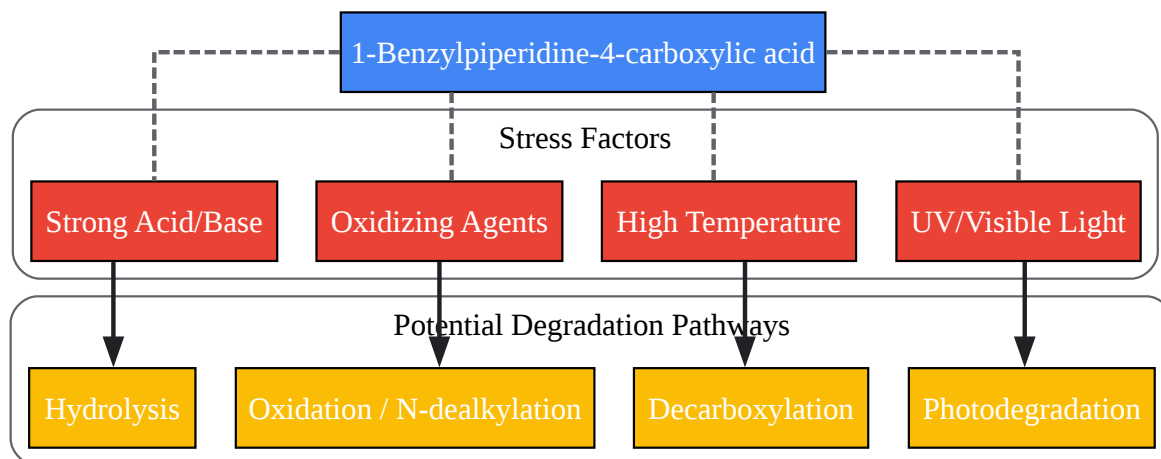 1-Benzylpiperidine-4-carboxylic acid
Stress Factors
Strong Acid/Base
Oxidizing Agents
High Temperature
UV/Visible Light
Potential Degradation Pathways
Hydrolysis
Oxidation / N-dealkylation
Decarboxylation
Photodegradation